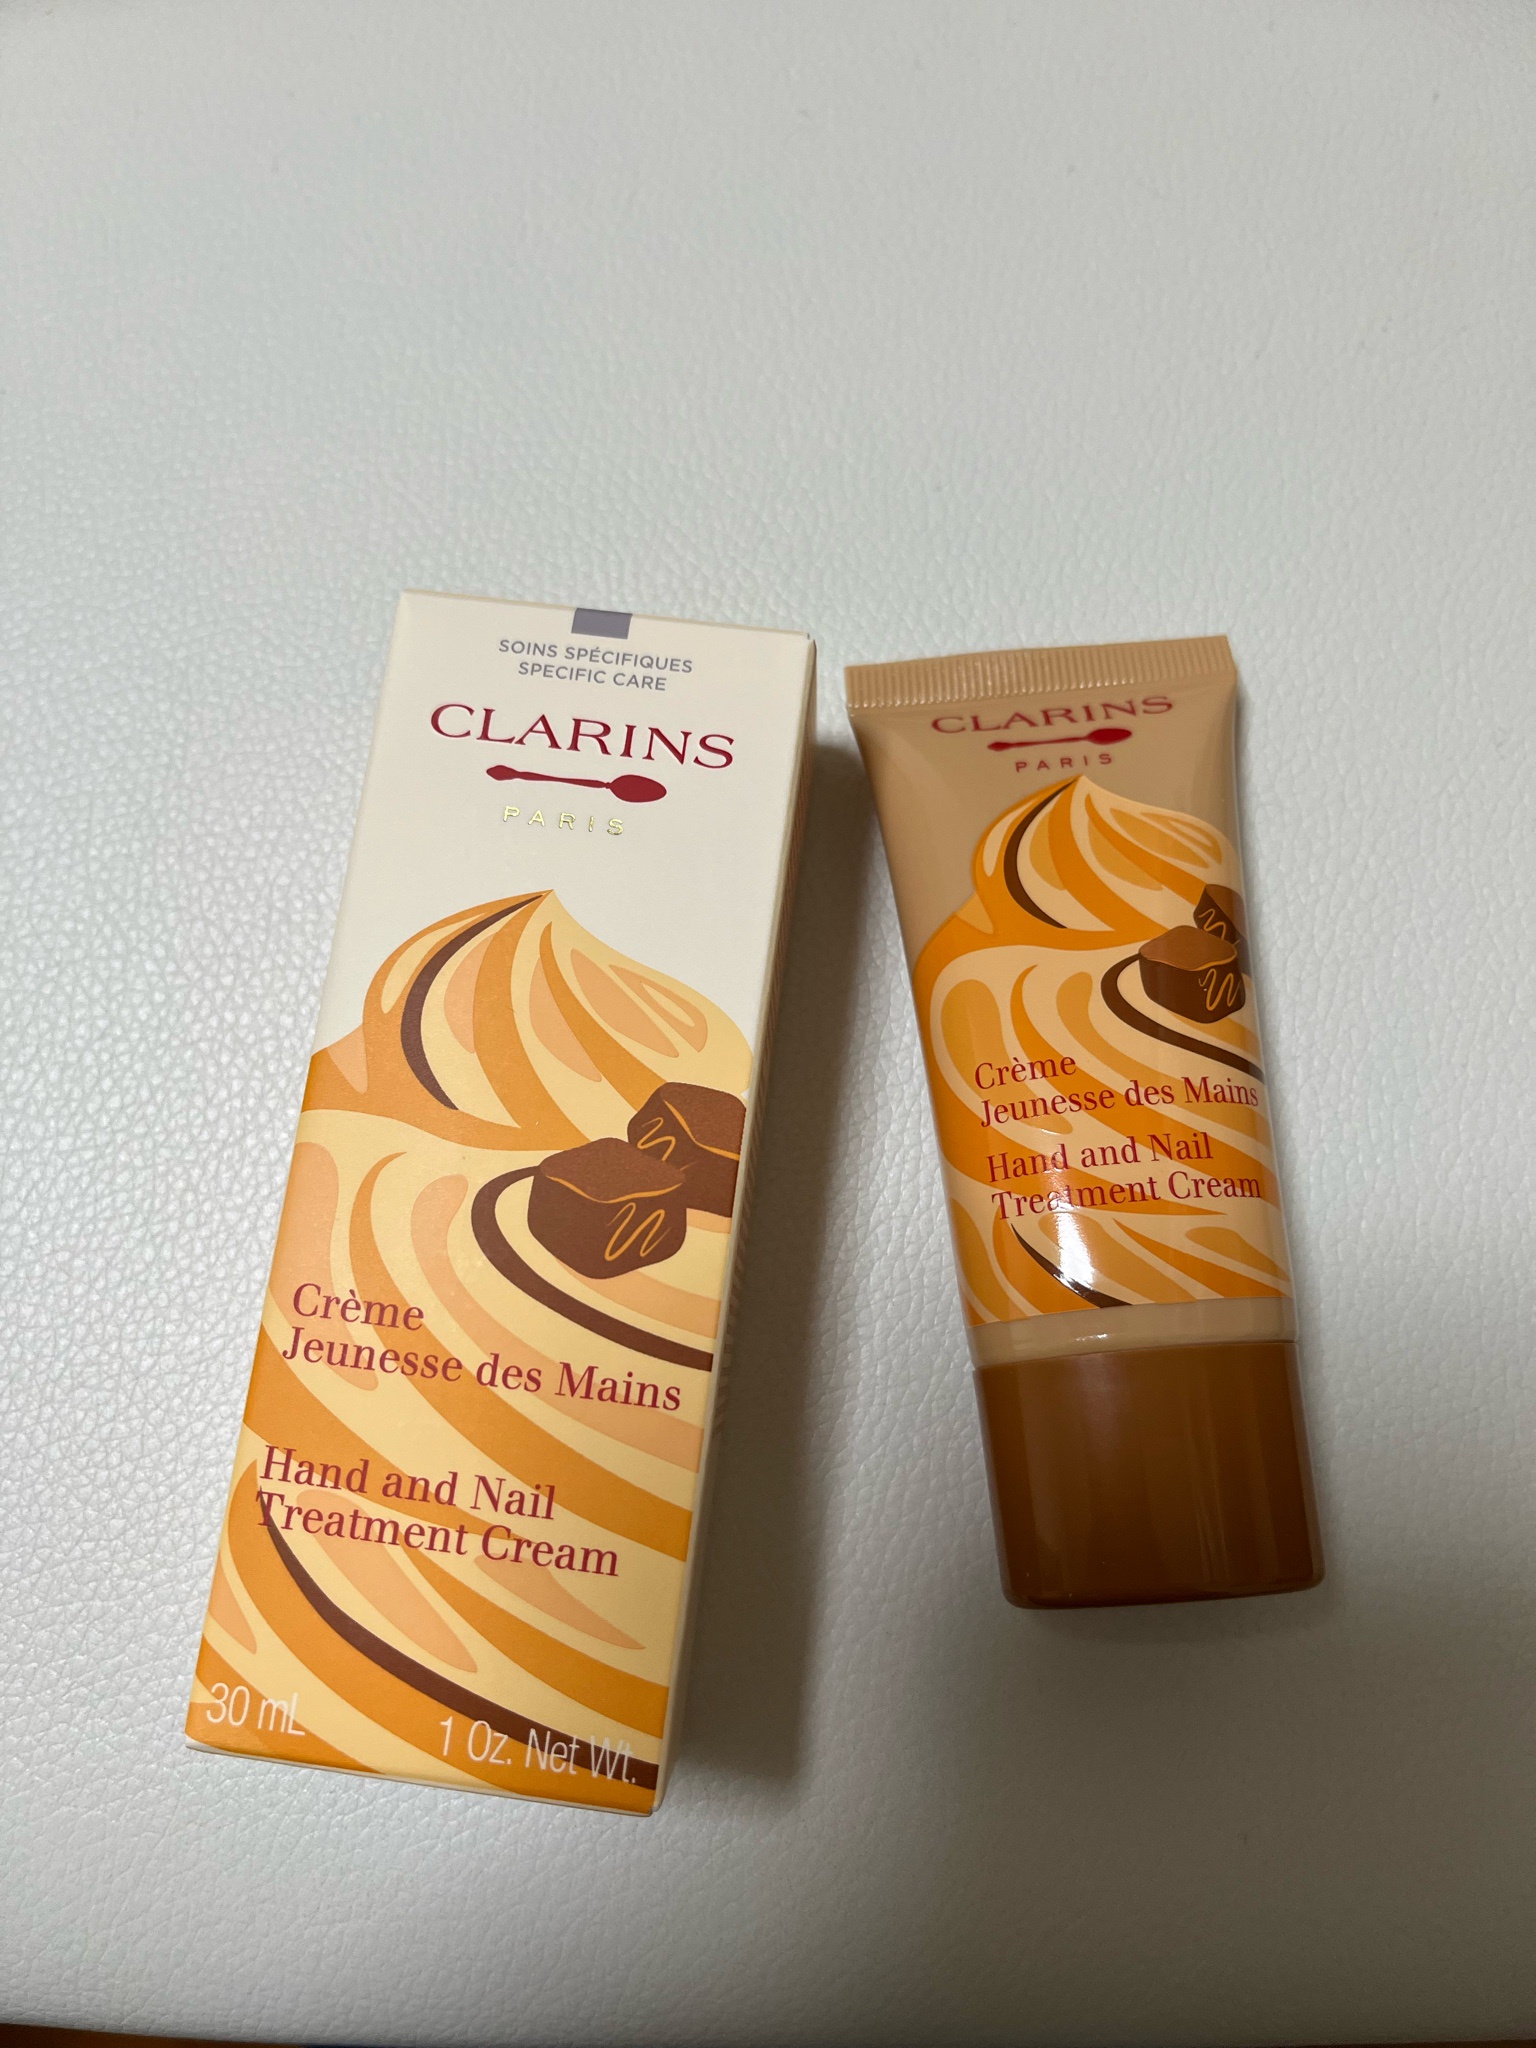 SOINS SPÉCIFIQUES
SPECIFIC CARE
CLARINS
PARIS
Crème
Jeunesse des Mains
Hand and Nail
Treatment Cream
30 mL
1 Oz. Net Wt.
CLARINS
PARIS
Crème
Jeunesse des Mains
Hand and Nail
Treatment Cream